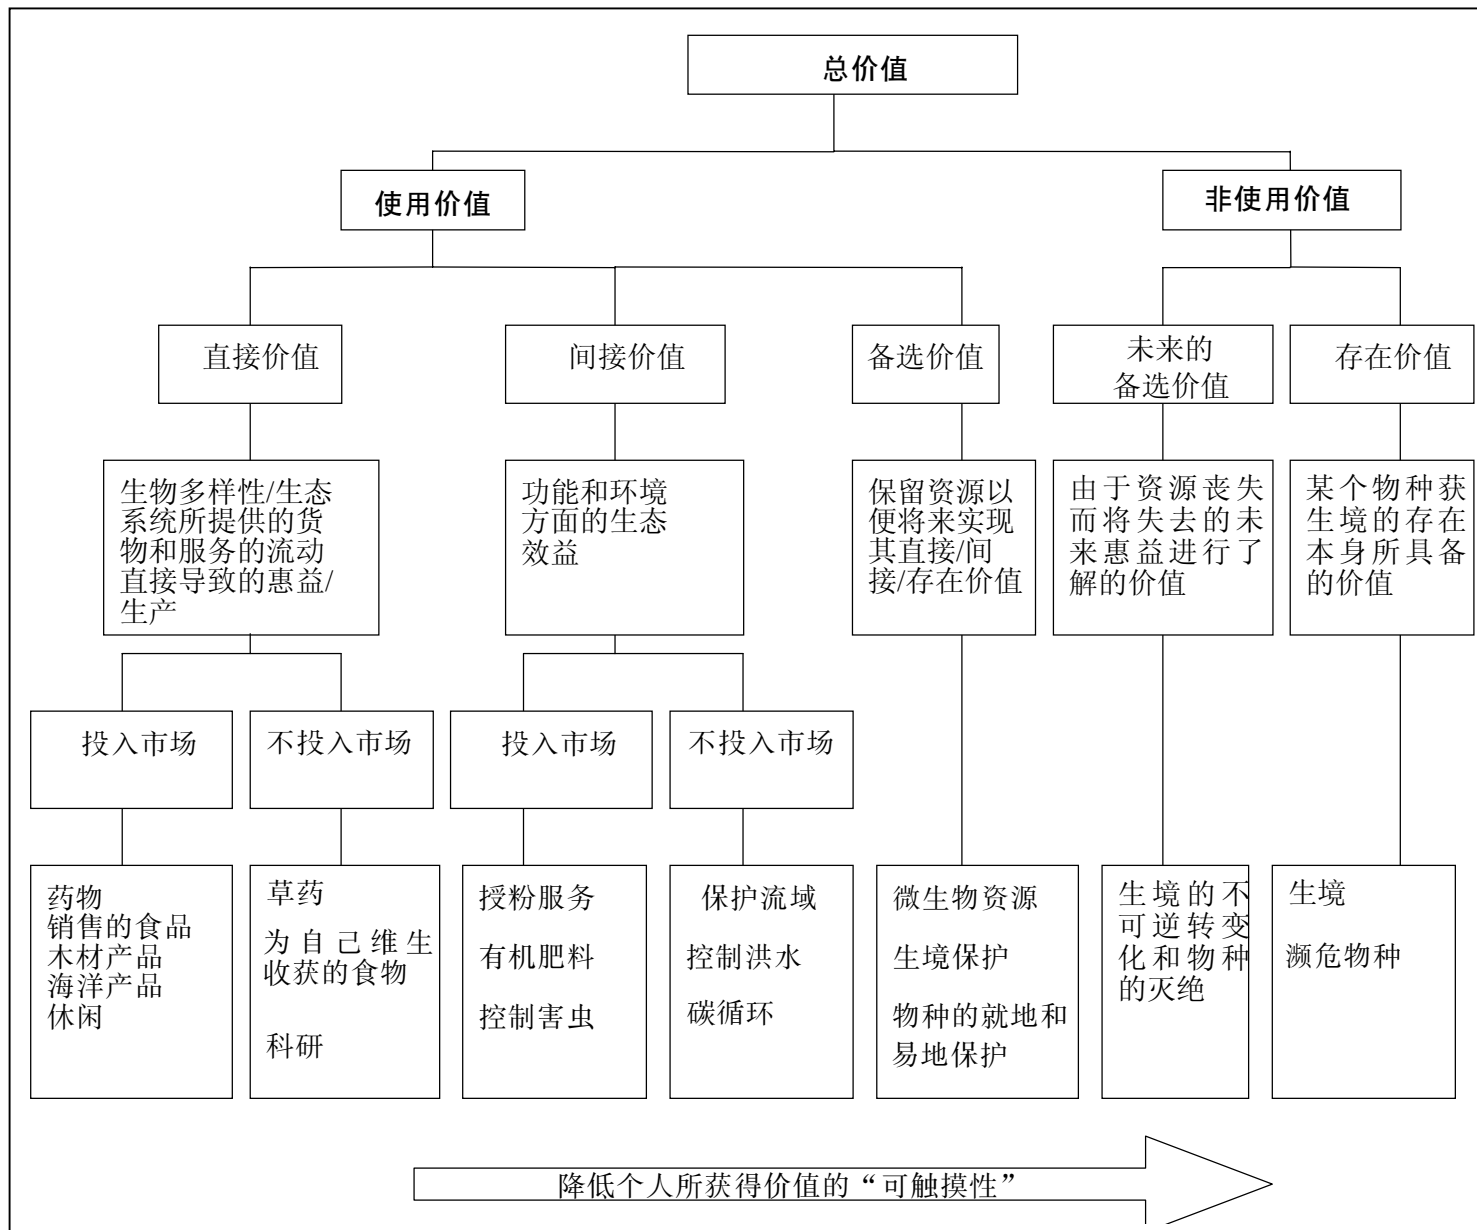 总价值
使用价值
非使用价值
直接价值
间接价值
备选价值
未来的
备选价值
存在价值
生物多样性/生态
系统所提供的货
物和服务的流动
直接导致的惠益/
生产
功能和环境
方面的生态
效益
保留资源以
便将来实现
其直接/间
接/存在价值
由于资源丧失
而将失去的未
来惠益进行了
解的价值
某个物种获
生境的存在
本身所具备
的价值
投入市场
不投入市场
投入市场
不投入市场
药物
销售的食品
木材产品
海洋产品
休闲
草药
为自己维生
收获的食物
科研
授粉服务
有机肥料
控制害虫
保护流域
控制洪水
碳循环
微生物资源
生境保护
物种的就地和
易地保护
生境的不
可逆转变
化和物种
的灭绝
生境
濒危物种
降低个人所获得价值的“可触摸性”